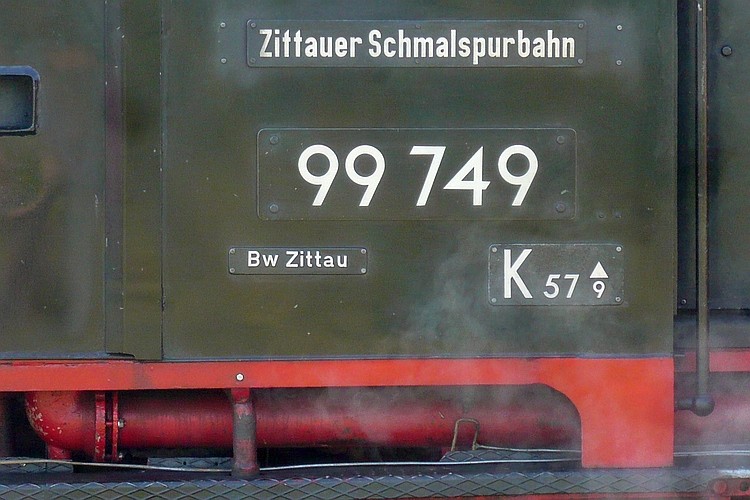 Zittauer Schmalspurbahn
99 749
Bw Zittau
K 57 9